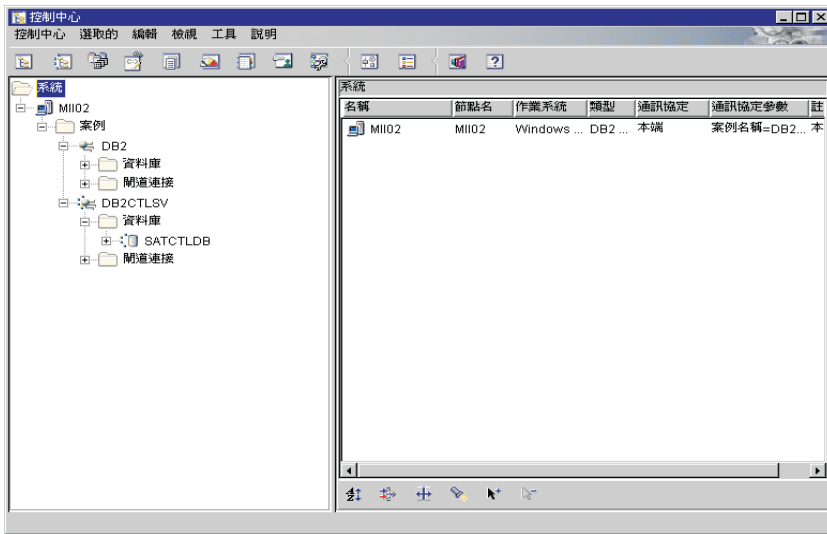 控制中心
控制中心 選取的 編輯 檢視 工具 說明
系統
MII02
案例
DB2
資料庫
閘道連接
DB2CTLSV
資料庫
SATCTLDB
閘道連接
系統
名稱 節點名 作業系統 類型 通訊協定 通訊協定參數 註
MII02 MII02 Windows ... DB2 ... 本端 案例名稱=DB2... 本